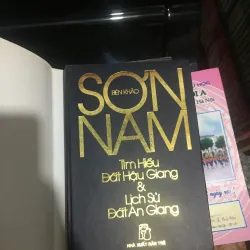 BIÊN KHẢO
SƠN
NAM
Tìm Hiểu
Đất Hậu Giang
&
Lịch Sử
Đất An Giang
NHÀ XUẤT BẢN TRẺ